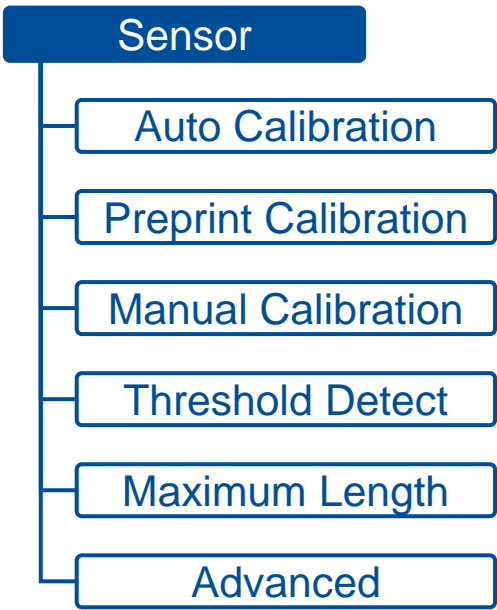 Sensor
Auto Calibration
Preprint Calibration
Manual Calibration
Threshold Detect
Maximum Length
Advanced